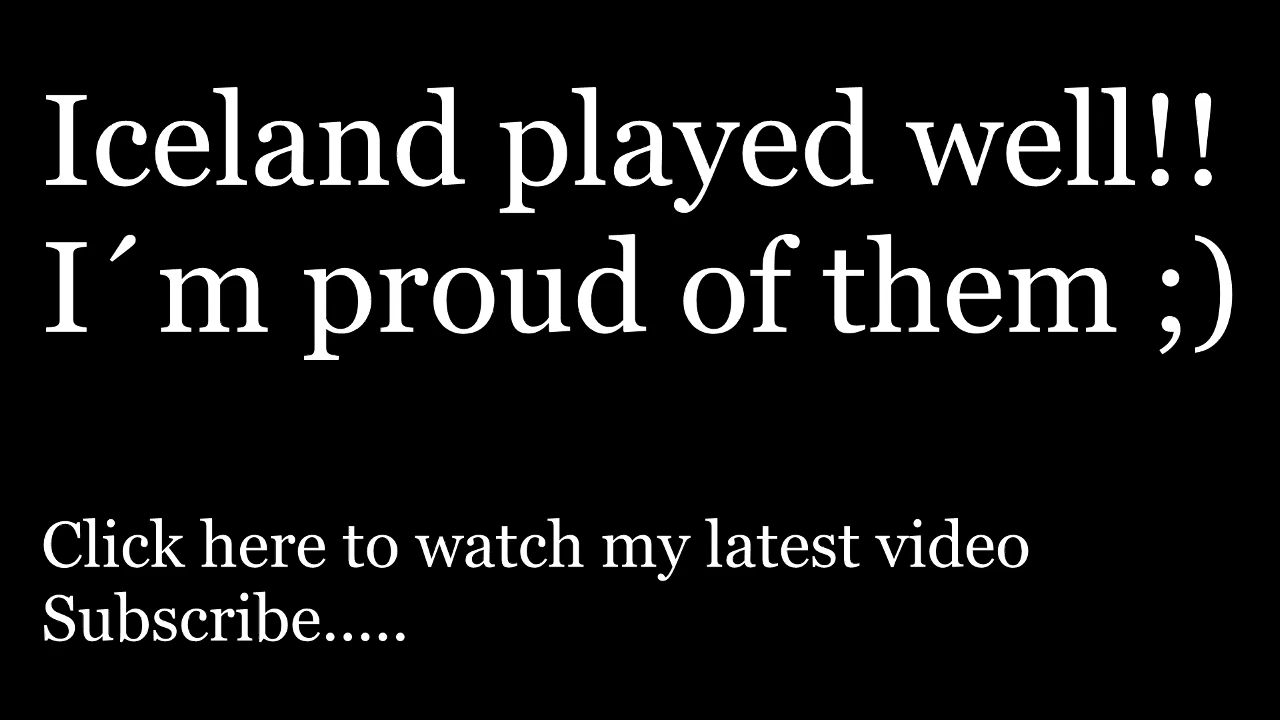 Iceland played well!!
I´m proud of them ;)
Click here to watch my latest video
Subscribe.....